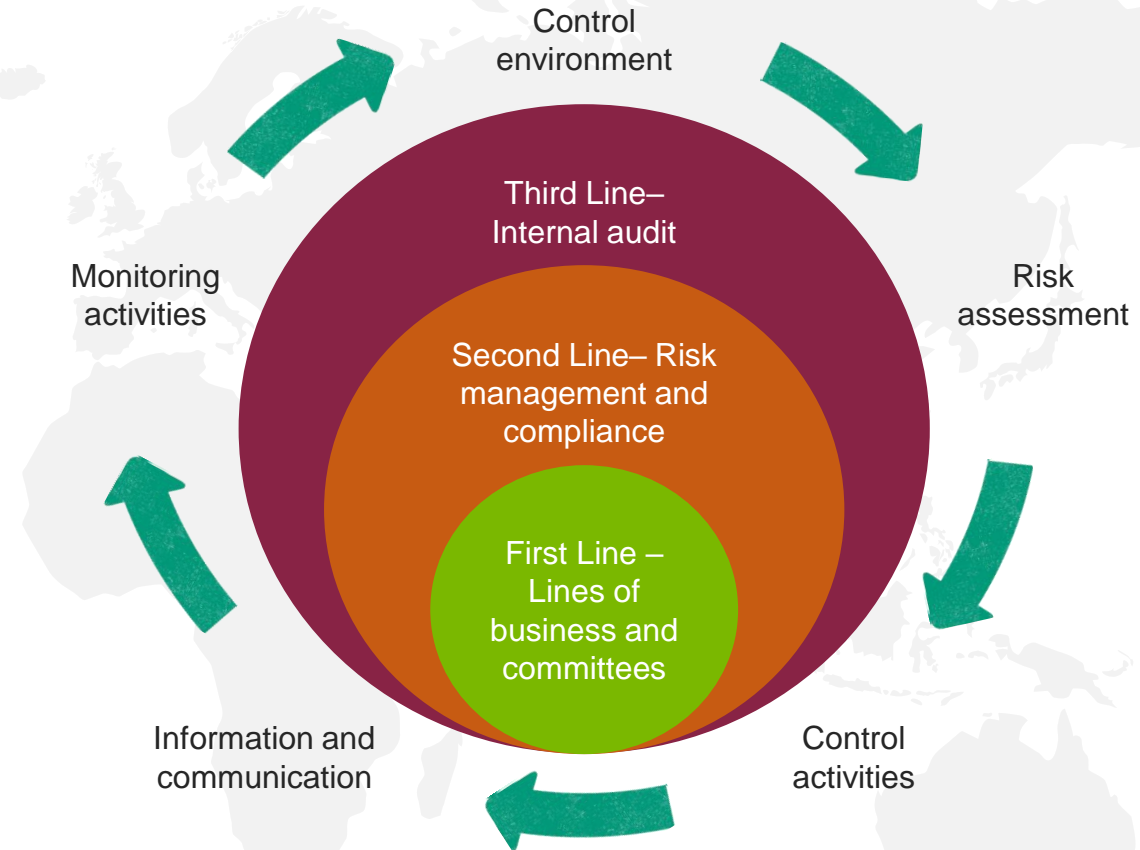 Control
environment
Third Line–
Internal audit
Monitoring
activities
Risk
assessment
Second Line– Risk
management and
compliance
First Line –
Lines of
business and
committees
Information and
communication
Control
activities